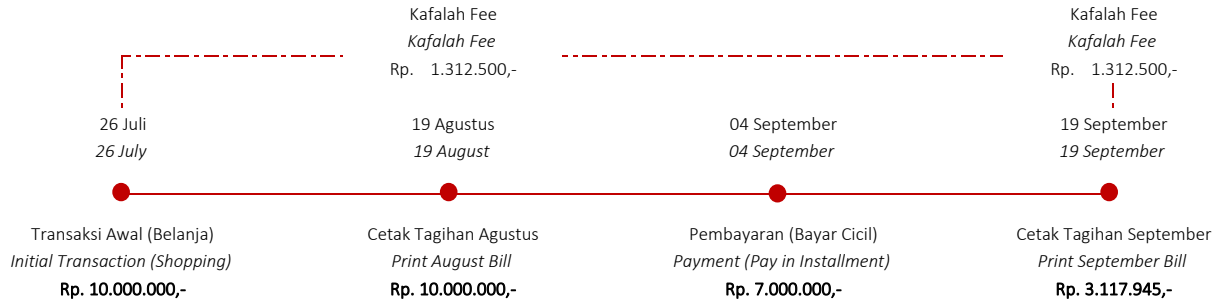 Kafalah Fee
Kafalah Fee
Rp. 1.312.500,-
Kafalah Fee
Kafalah Fee
Rp. 1.312.500,-
26 Juli
26 July
19 Agustus
19 August
04 September
04 September
19 September
19 September
Transaksi Awal (Belanja)
Initial Transaction (Shopping)
Rp. 10.000.000,-
Cetak Tagihan Agustus
Print August Bill
Rp. 10.000.000,-
Pembayaran (Bayar Cicil)
Payment (Pay in Installment)
Rp. 7.000.000,-
Cetak Tagihan September
Print September Bill
Rp. 3.117.945,-